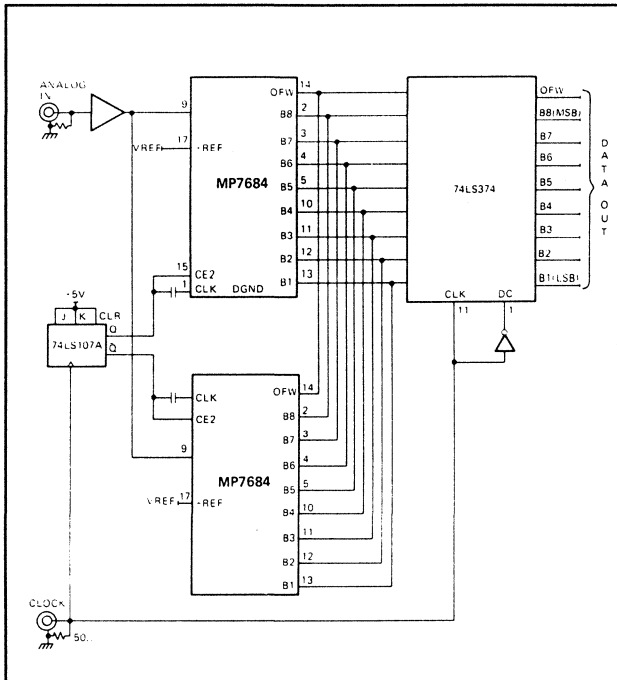 ANALOG
IN
9
VREF
17
-REF
MP7684
OFW
14
B8
2
B7
3
B6
4
B5
5
B4
10
B3
11
B2
12
B1
13
15
CE2
1
CLK
DGND
74LS374
CLK
11
1
OFW
B8(MSB)
B7
B6
B5
B4
B3
B2
B1(LSB)
DATA OUT
J
K
CLR
Q
Q
74LS107A
CLK
CE2
9
MP7684
VREF
17
-REF
OFW
14
B8
2
B7
3
B6
4
B5
5
B4
10
B3
11
B2
12
B1
13
CLOCK